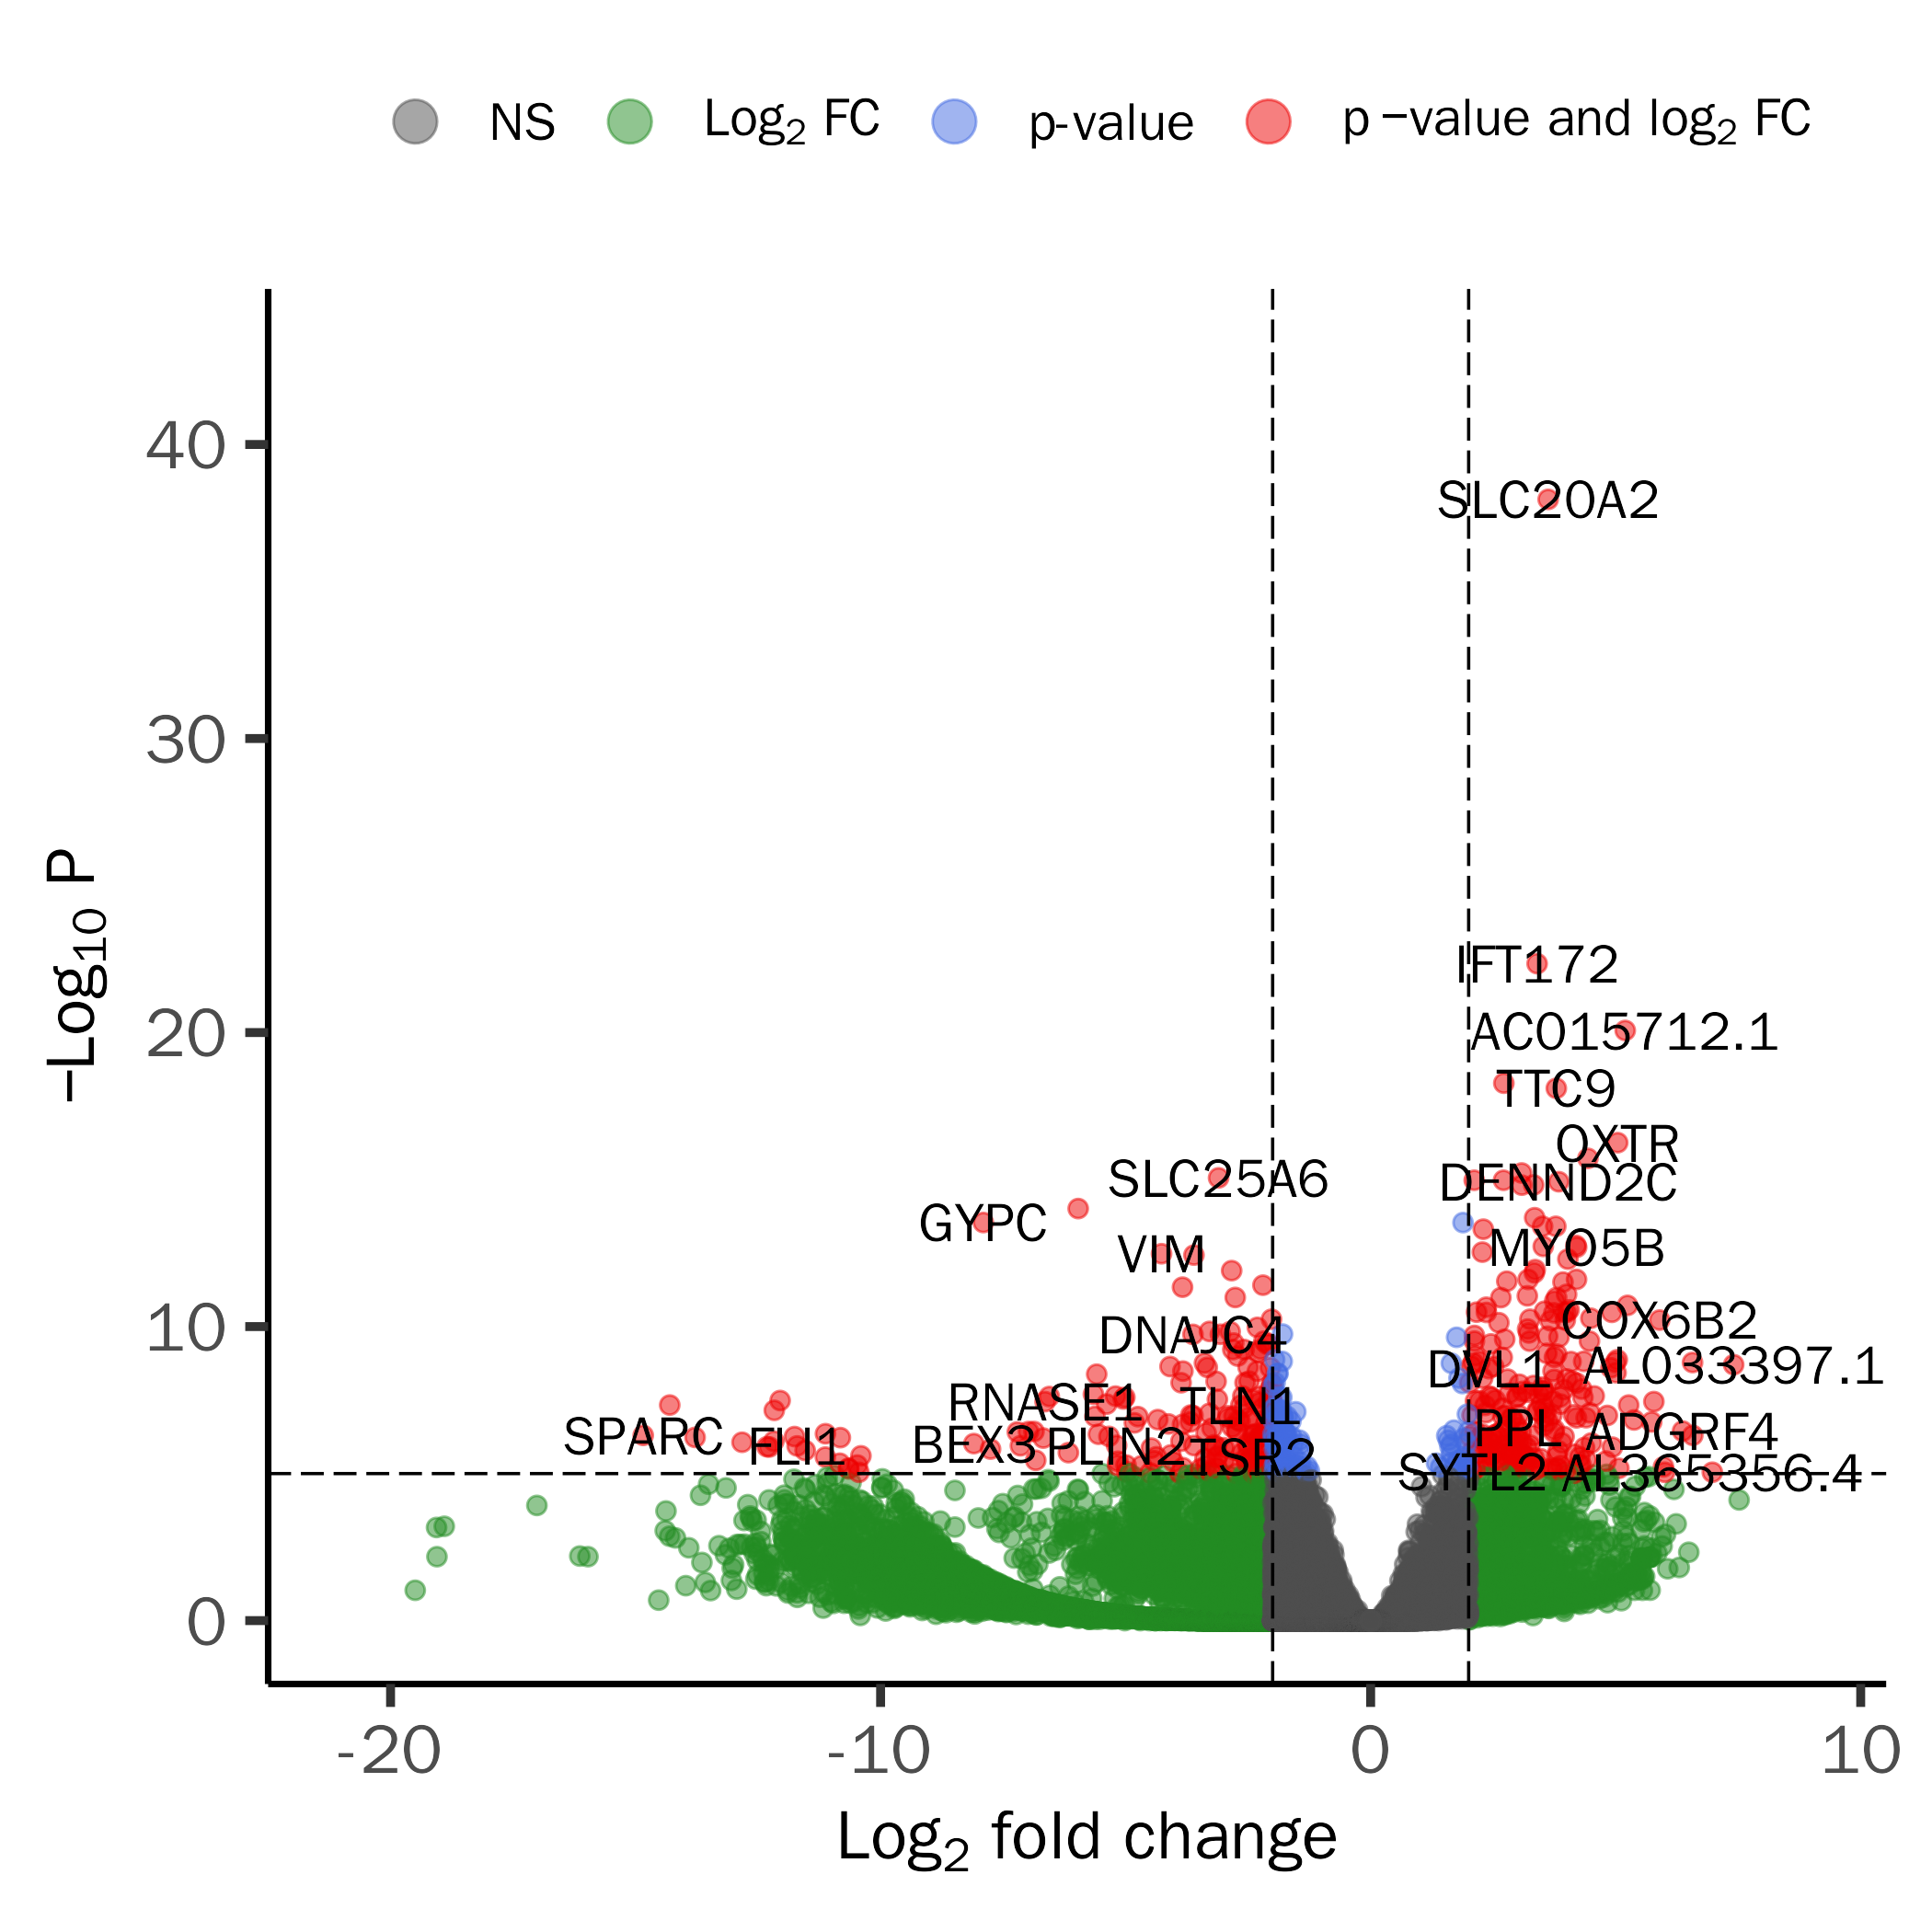 NS Log2 FC p-value p −value and log2 FC
40
SLC20A2
30
IFT172
20
AC015712.1
TTC9
OXTR
SLC25A6
DENND2C
GYPC
VIM
MYO5B
10
DNAJC4
COX6B2
DVL1
AL033397.1
RNASE1
TLN1
SPARC
FLI1
BEX3
PLIN2
TSR2
PPL
ADGRF4
SYTL2
AL365356.4
0
−Log10 P
-20 -10 0 10
Log2 fold change